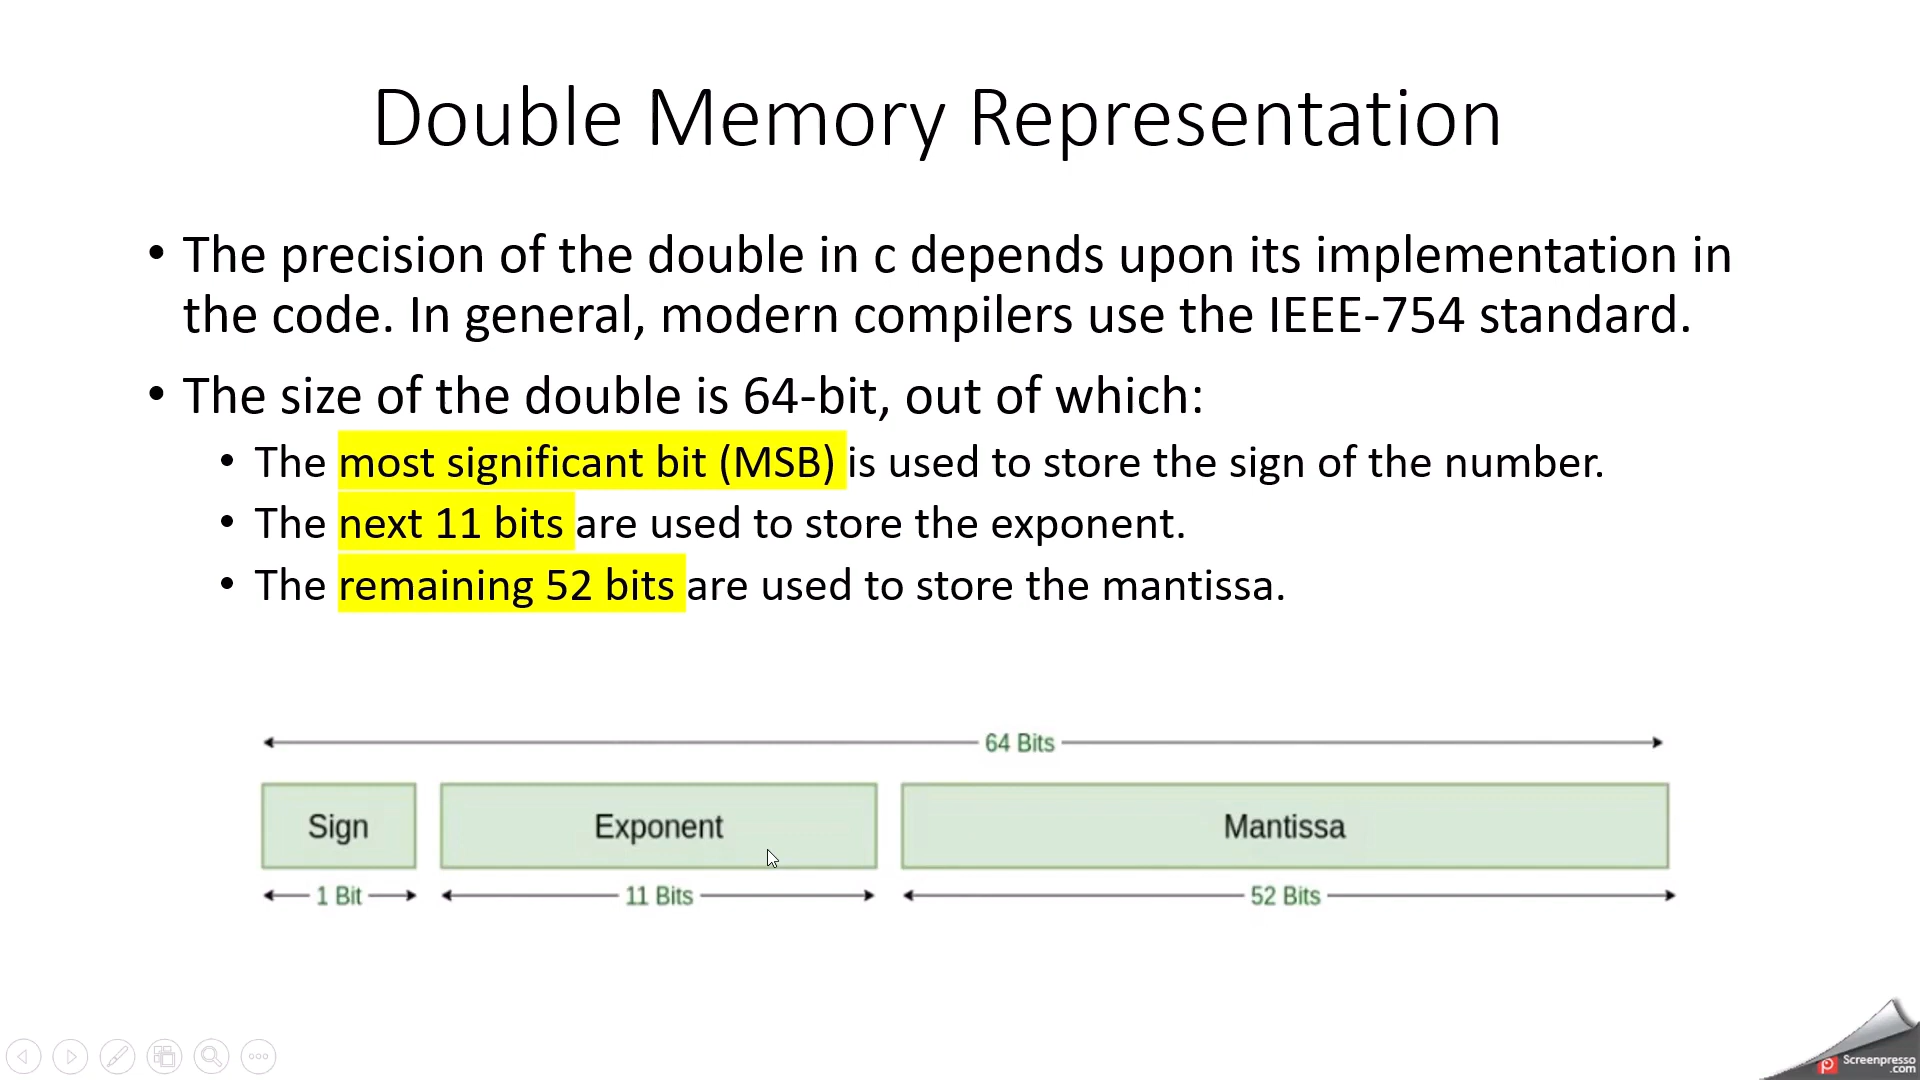 Double Memory Representation
• The precision of the double in c depends upon its implementation in
the code. In general, modern compilers use the IEEE-754 standard.
• The size of the double is 64-bit, out of which:
• The most significant bit (MSB) is used to store the sign of the number.
• The next 11 bits are used to store the exponent.
• The remaining 52 bits are used to store the mantissa.
64 Bits
Sign Exponent Mantissa
1 Bit 11 Bits 52 Bits
Screenpresso
.com